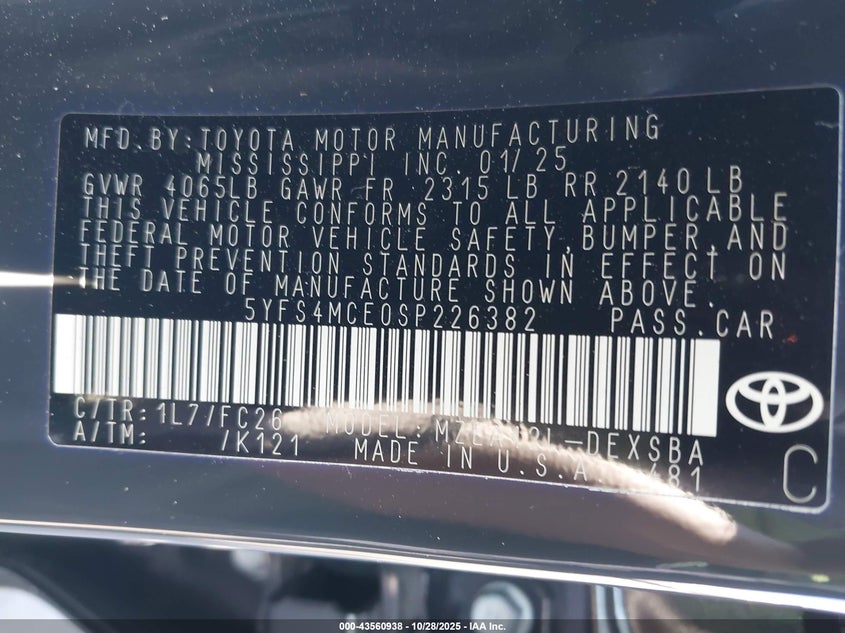 MFD.BY:TOYOTA MOTOR MANUFACTURING
MISSISSIPPI INC. 01/25
GVWR 4065LB GAWR FR 2315 LB RR 2140 LB
THIS VEHICLE CONFORMS TO ALL APPLICABLE
FEDERAL MOTOR VEHICLE SAFETY,BUMPER,AND
THEFT PREVENTION STANDARDS IN EFFECT ON
THE DATE OF MANUFACTURE SHOWN ABOVE.
5YFS4MCE0SP226382 PASS.CAR
C/TR:1L7/FC26 MODEL:
A/TM: /K121 MADE IN U.S.A.
C
000-43560938 - 10/28/2025 - IAA Inc.